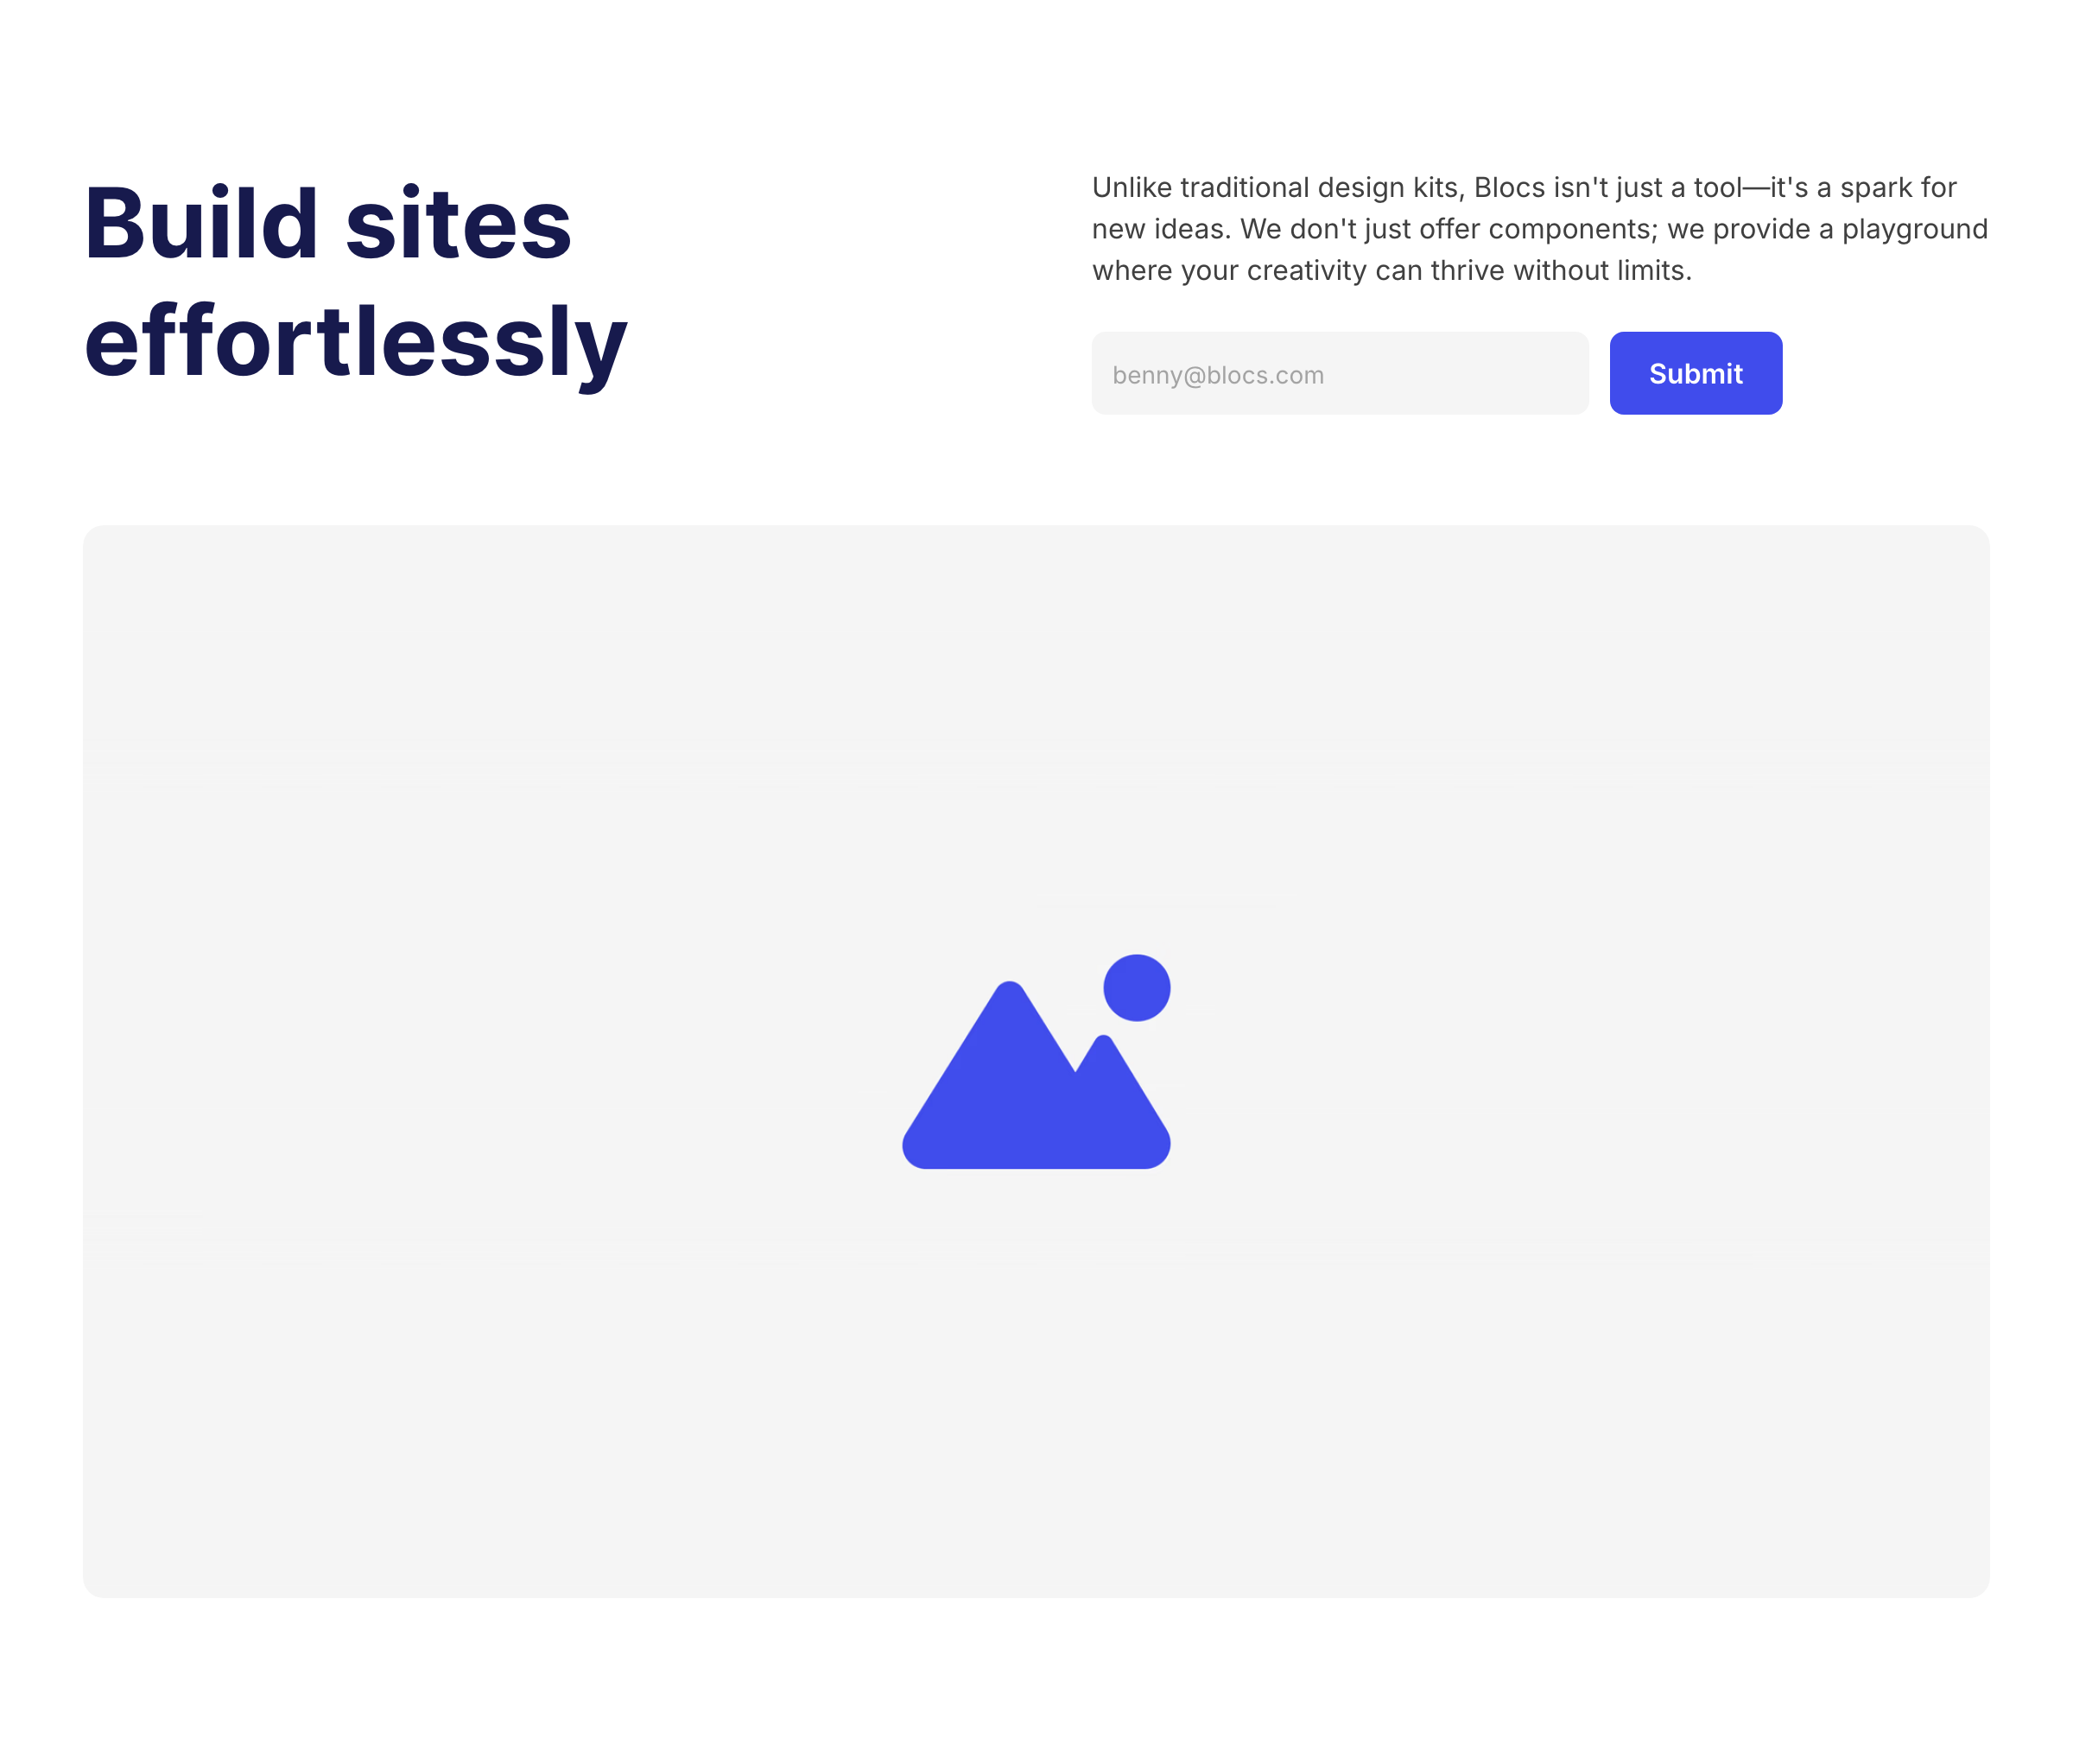 Build sites
effortlessly
Unlike traditional design kits, Blocs isn't just a tool—it's a spark for
new ideas. We don't just offer components; we provide a playground
where your creativity can thrive without limits.
benny@blocs.com
Submit